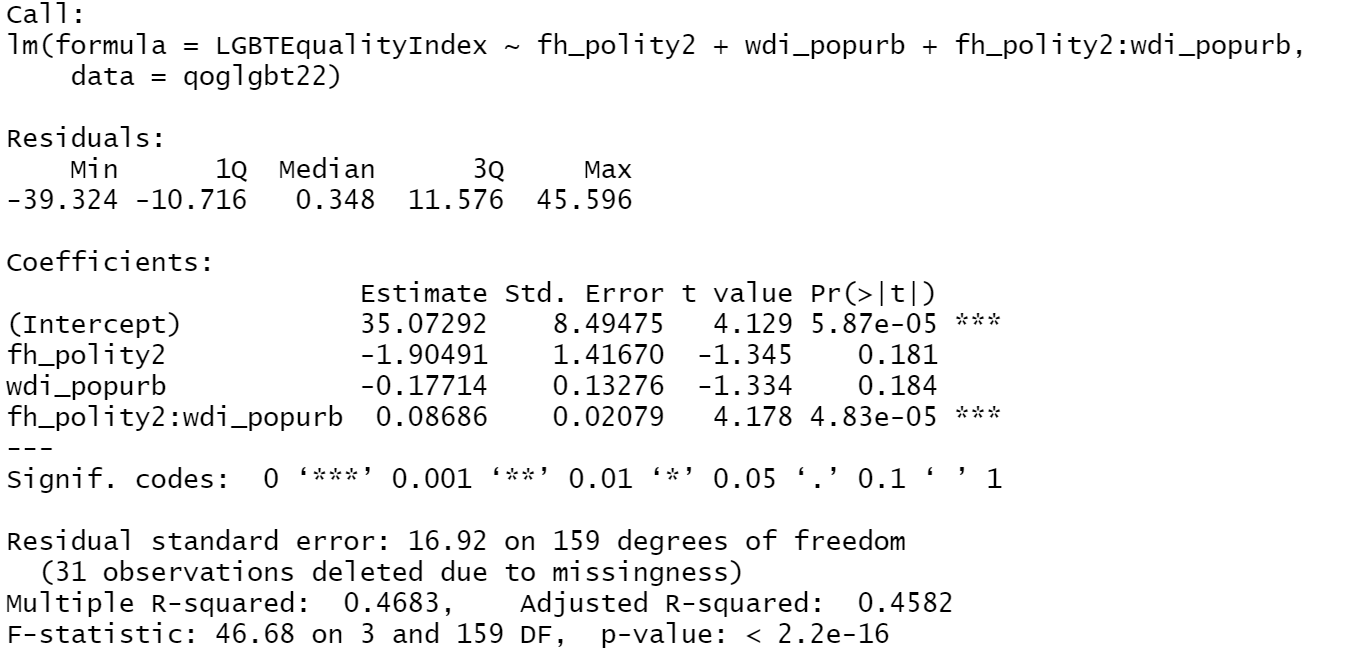 Call:
lm(formula = LGBTEqualityIndex ~ fh_polity2 + wdi_popurb + fh_polity2:wdi_popurb,
    data = qoglgbt22)

Residuals:
    Min      1Q  Median      3Q     Max
-39.324 -10.716   0.348  11.576  45.596

Coefficients:
                      Estimate Std. Error t value Pr(>|t|)
(Intercept)           35.07292    8.49475   4.129 5.87e-05 ***
fh_polity2            -1.90491    1.41670  -1.345    0.181
wdi_popurb            -0.17714    0.13276  -1.334    0.184
fh_polity2:wdi_popurb  0.08686    0.02079   4.178 4.83e-05 ***
---
Signif. codes:  0 ‘***’ 0.001 ‘**’ 0.01 ‘*’ 0.05 ‘.’ 0.1 ‘ ’ 1

Residual standard error: 16.92 on 159 degrees of freedom
  (31 observations deleted due to missingness)
Multiple R-squared:  0.4683,	Adjusted R-squared:  0.4582
F-statistic: 46.68 on 3 and 159 DF,  p-value: < 2.2e-16